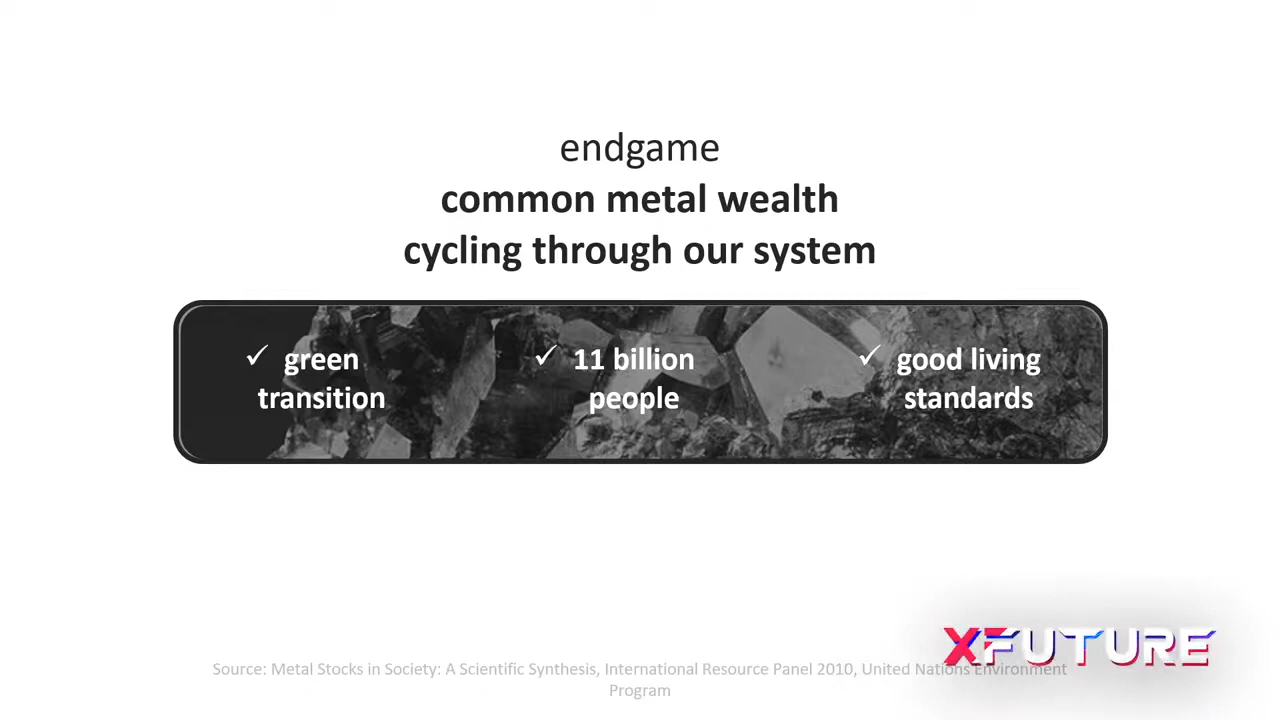 endgame
common metal wealth
cycling through our system
✓ green
transition
✓ 11 billion
people
✓ good living
standards
Source: Metal Stocks in Society: A Scientific Synthesis, International Resource Panel 2010, United Nations Environment
Program
XFUTURE